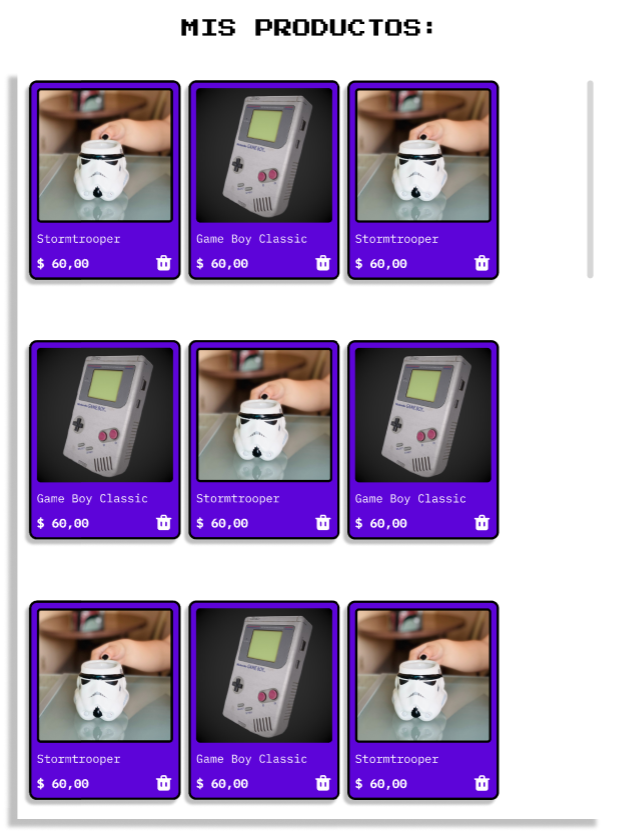 MIS PRODUCTOS:
Stormtrooper
$ 60,00
Game Boy Classic
$ 60,00
Stormtrooper
$ 60,00
Game Boy Classic
$ 60,00
Stormtrooper
$ 60,00
Game Boy Classic
$ 60,00
Stormtrooper
$ 60,00
Game Boy Classic
$ 60,00
Stormtrooper
$ 60,00